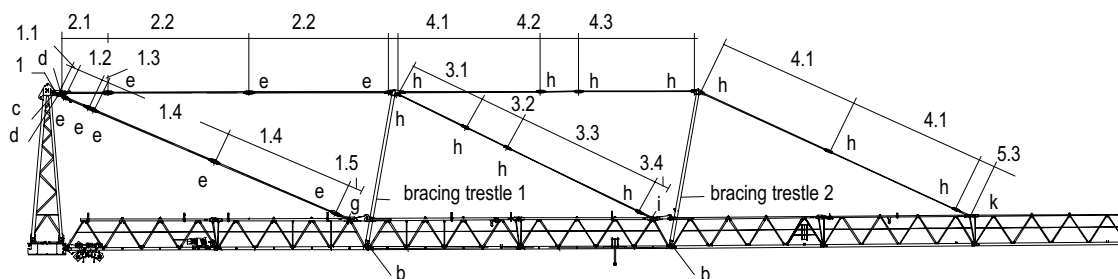 2.1 2.2 2.2 4.1 4.2 4.3
1.1
d 1.2 1.3 3.1 4.1
1 e e e h h h h
c 1.4 3.2
d e e e h 4.1
1.4 3.3
h h h 5.3
e 1.5 3.4
e g bracing trestle 1 h i bracing trestle 2 h k
b b